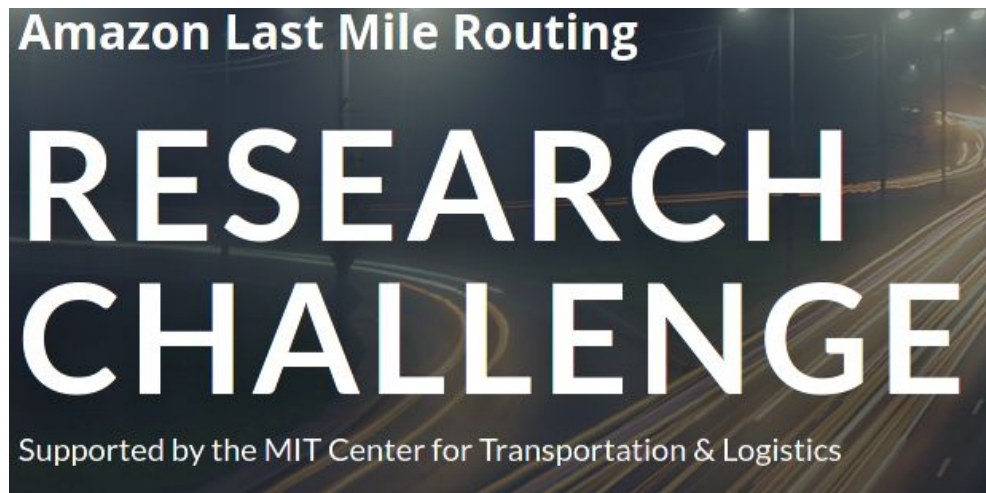 Amazon Last Mile Routing
RESEARCH
CHALLENGE
Supported by the MIT Center for Transportation & Logistics